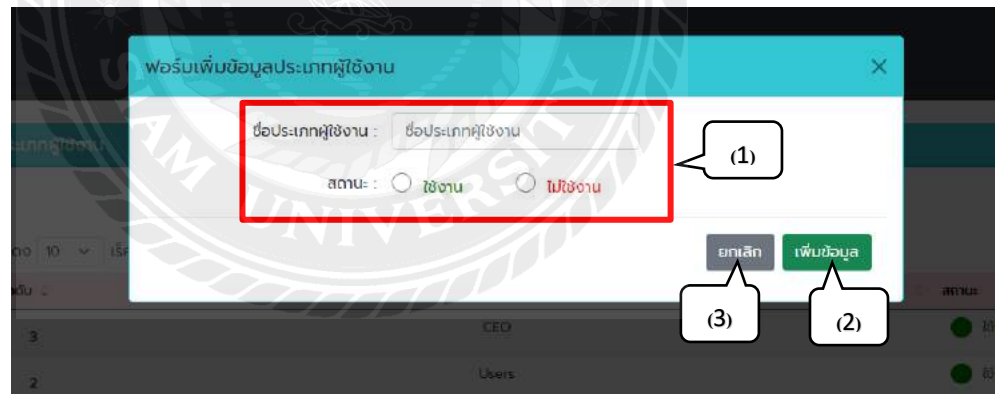 ฟอร์มเพิ่มข้อมูลประเภทผู้ใช้งาน
ชื่อประเภทผู้ใช้งาน : ชื่อประเภทผู้ใช้งาน
(1)
สถานะ : ใช้งาน ไม่ใช้งาน
SIAM UNIVERSITY
10
ยกเลิก เพิ่มข้อมูล
สถานะ
(3) (2)
3 CEO
2 Users